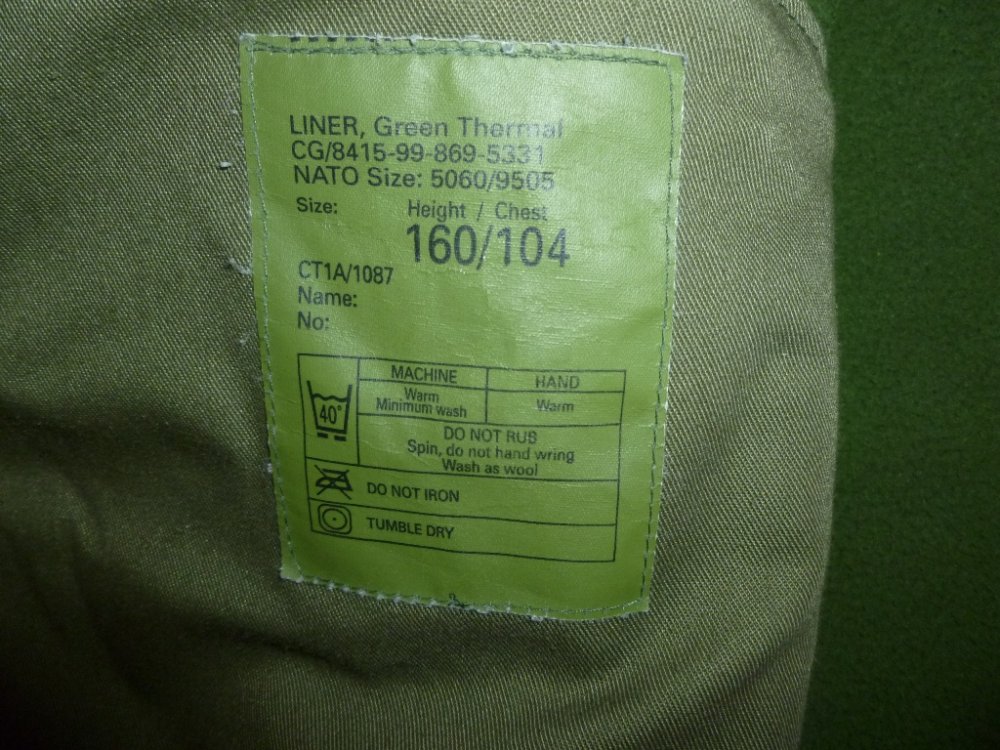 LINER, Green Thermal
CG/8415-99-869-5331
NATO Size: 5060/9505
Size: Height / Chest
160/104
CT1A/1087
Name:
No:
MACHINE HAND
Warm Minimum wash Warm
40°
DO NOT RUB
Spin, do not hand wring
Wash as wool
DO NOT IRON
TUMBLE DRY